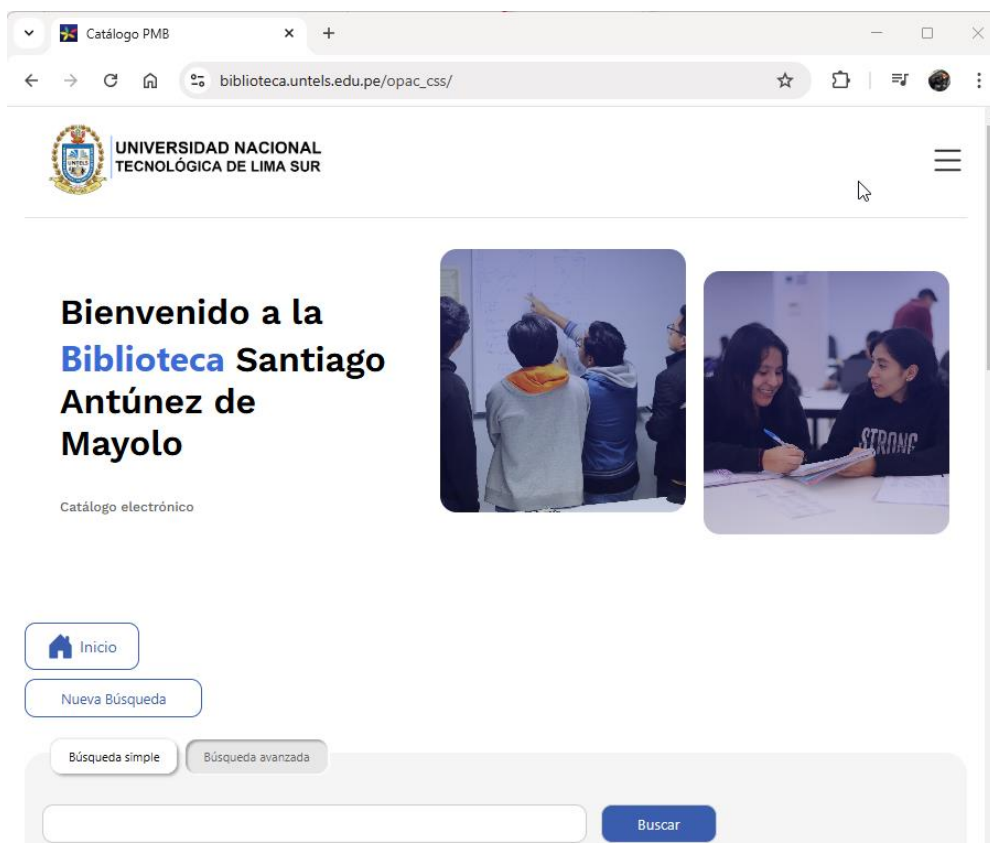 Catálogo PMB
biblioteca.untels.edu.pe/opac_css/
UNTELS
UNIVERSIDAD NACIONAL
TECNOLÓGICA DE LIMA SUR
Bienvenido a la
Biblioteca Santiago
Antúnez de
Mayolo
Catálogo electrónico
STRONG
Inicio
Nueva Búsqueda
Búsqueda simple
Búsqueda avanzada
Buscar